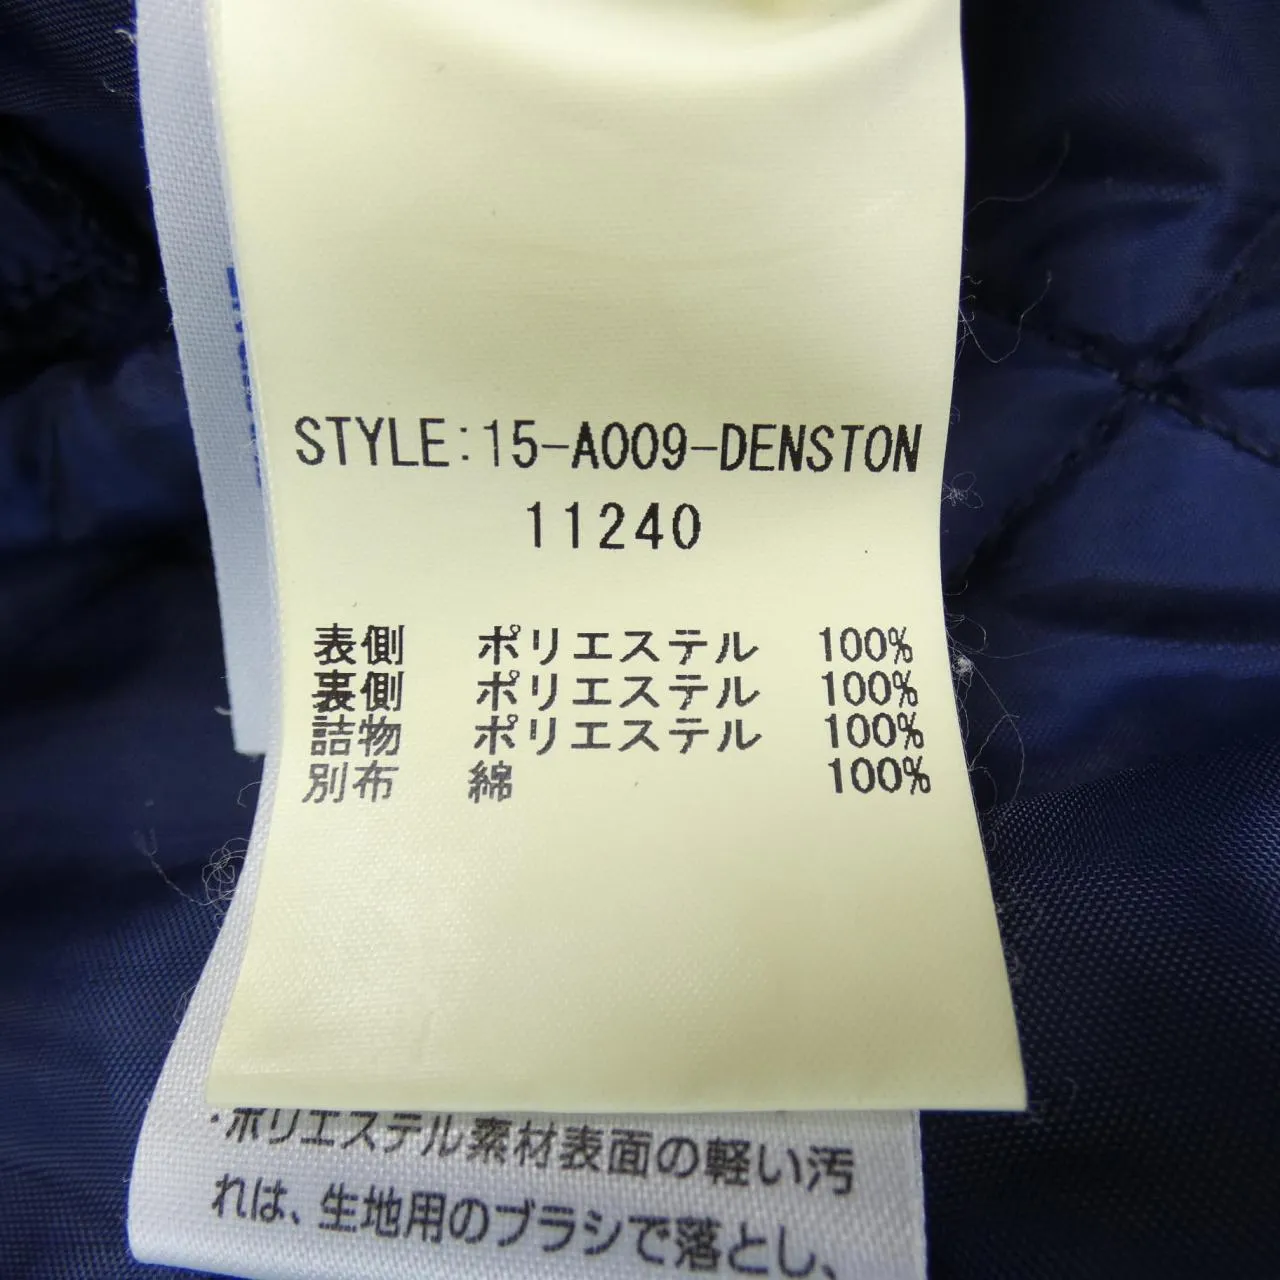 STYLE:15-A009-DENSTON
11240
表側 ポリエステル 100%
裏側 ポリエステル 100%
詰物 ポリエステル 100%
別布 綿 100%
・ポリエステル素材表面の軽い汚
れは、生地用のブラシで落とし、